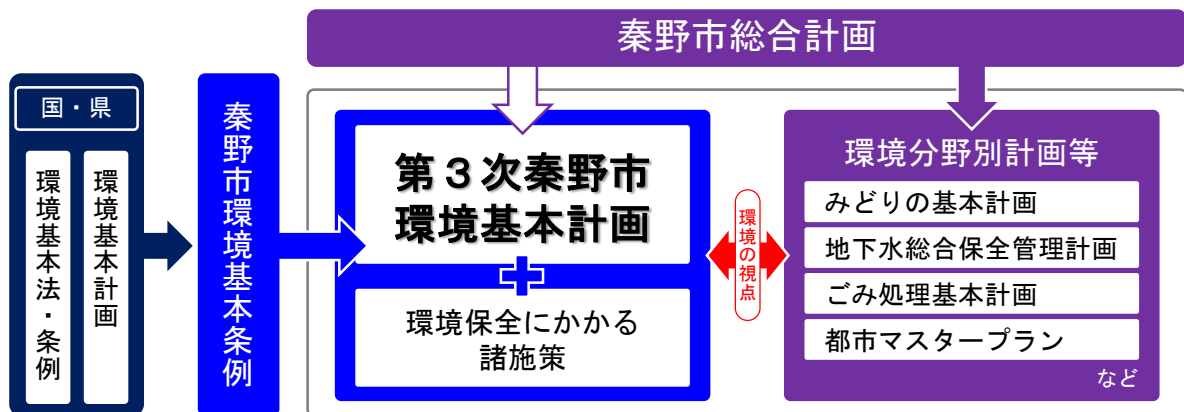 秦野市総合計画
国・県
環境基本法・条例
環境基本計画
秦野市環境基本条例
第３次秦野市
環境基本計画
環境保全にかかる
諸施策
環境の視点
環境分野別計画等
みどりの基本計画
地下水総合保全管理計画
ごみ処理基本計画
都市マスタープラン
など